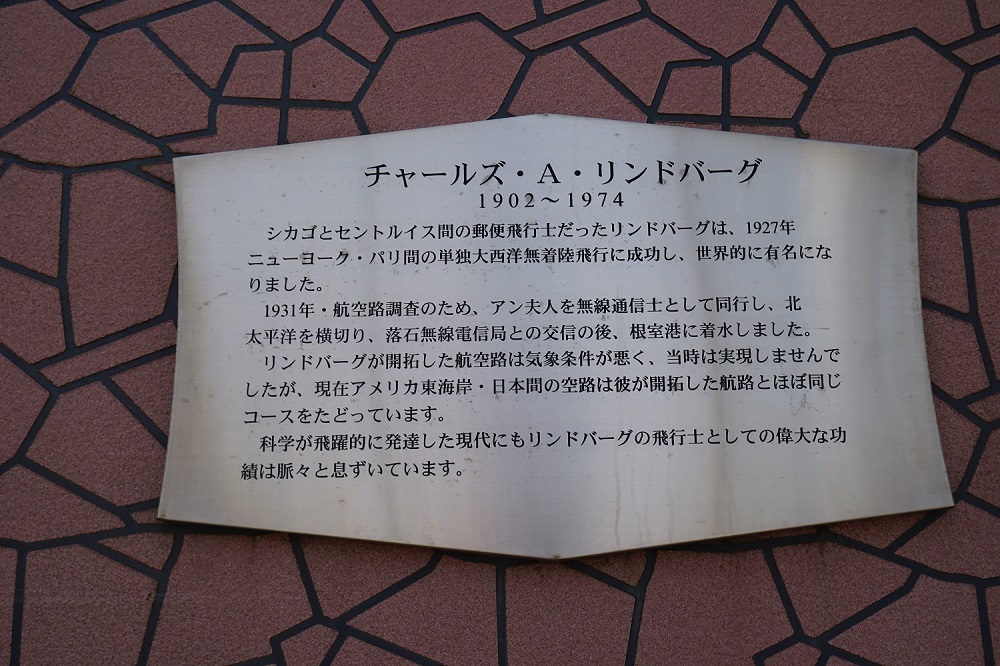 チャールズ・A・リンドバーグ
1902～1974
シカゴとセントルイス間の郵便飛行士だったリンドバーグは、1927年
ニューヨーク・パリ間の単独大西洋無着陸飛行に成功し、世界的に有名にな
りました。
1931年・航空路調査のため、アン夫人を無線通信士として同行し、北
太平洋を横切り、落石無線電信局との交信の後、根室港に着水しました。
リンドバーグが開拓した航空路は気象条件が悪く、当時は実現しませんで
したが、現在アメリカ東海岸・日本間の空路は彼が開拓した航路とほぼ同じ
コースをたどっています。
科学が飛躍的に発達した現代にもリンドバーグの飛行士としての偉大な功
績は脈々と息ずいています。